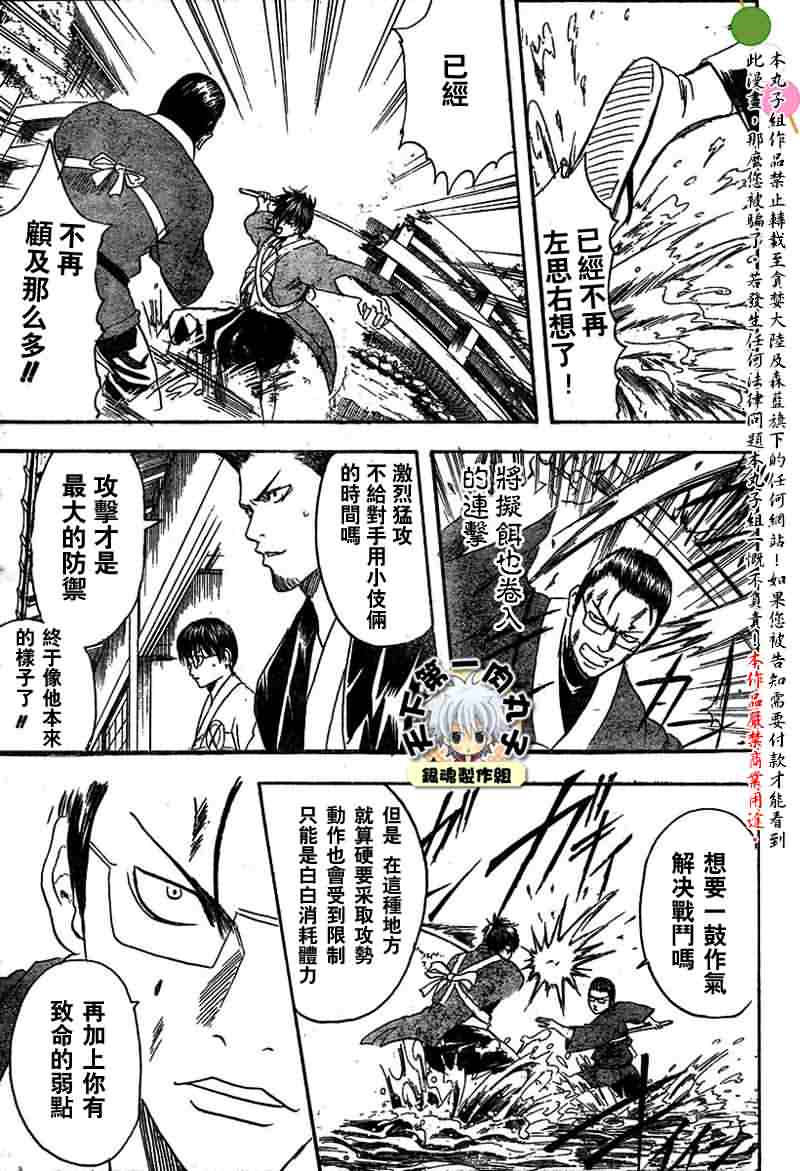 已經不再
左思右想了!
已經
不再
顧及那么多!!
將擬餌也卷入
的連擊
激烈猛攻
不給對手用小伎倆
的時間嗎
攻擊才是
最大的防禦
終于像他本來
的樣子了!!
想要一鼓作氣
解決戰鬥嗎
但是 在這種地方
就算硬要采取攻勢
動作也會受到限制
只能是白白消耗體力
再加上你有
致命的弱點
天下第一肉丸子
銀魂製作組
本丸子組作品禁止轉載至貪婪大陸及森藍旗下的任何網站!如果您被告知需要付款才能看到
此漫畫,那麼您被騙了。若發生任何法律問題本丸子組一慨不負責!本作品嚴禁商業用途!